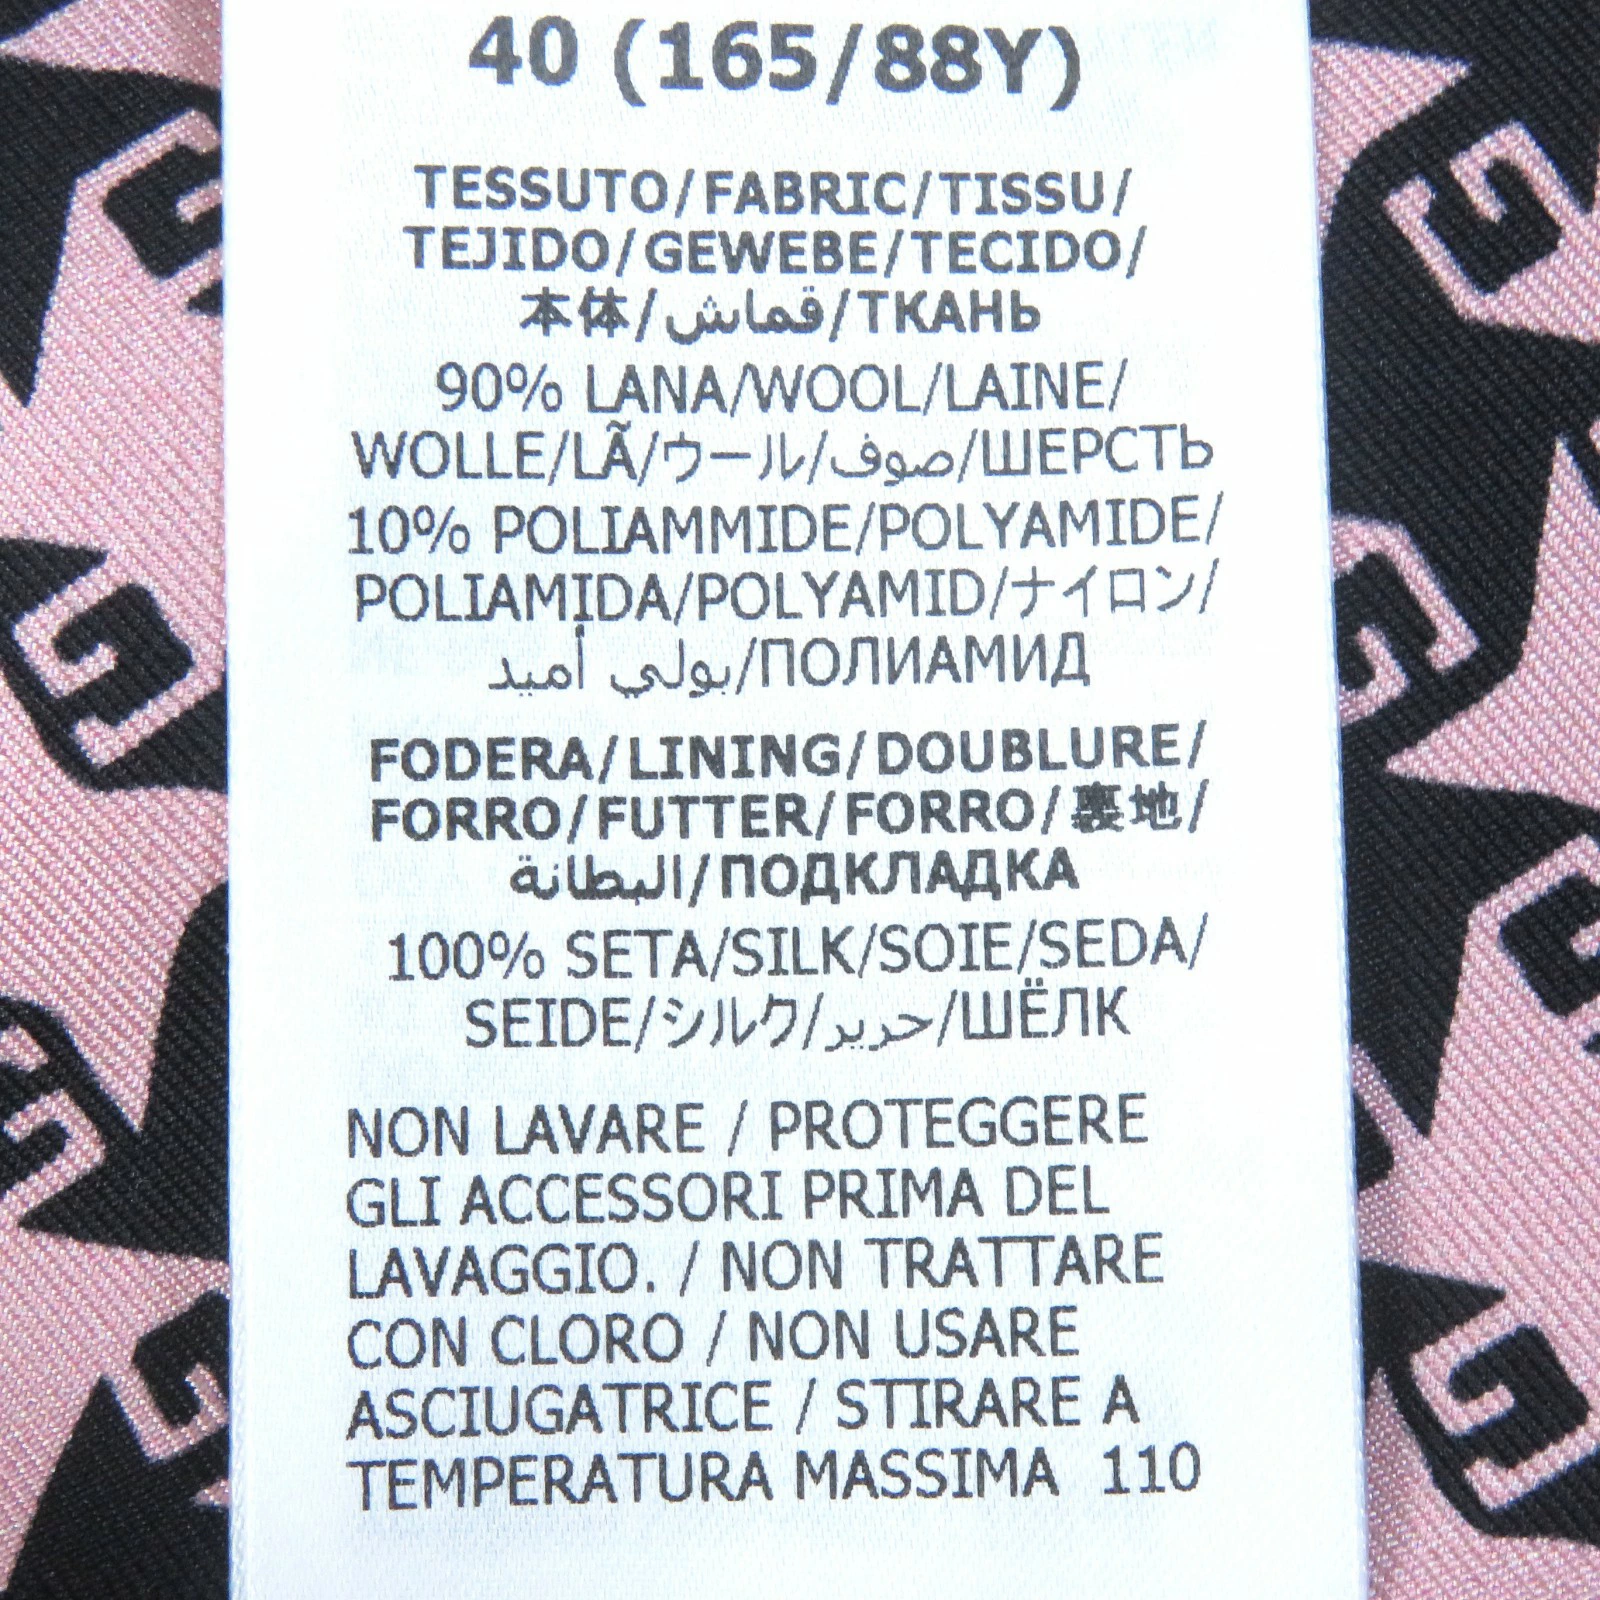 40 (165/88Y)
TESSUTO/FABRIC/TISSU/
TEJIDO/GEWEBE/TECIDO/
本体/قماش/ТКАНЬ
90% LANA/WOOL/LAINE/
WOLLE/LÃ/ウール/صوف/ШЕРСТЬ
10% POLIAMMIDE/POLYAMIDE/
POLIAMIDA/POLYAMID/ナイロン/
بولي أميد/ПОЛИАМИД
FODERA/LINING/DOUBLURE/
FORRO/FUTTER/FORRO/裏地/
البطانة/ПОДКЛАДКА
100% SETA/SILK/SOIE/SEDA/
SEIDE/シルク/حرير/ШЁЛК
NON LAVARE / PROTEGGERE
GLI ACCESSORI PRIMA DEL
LAVAGGIO. / NON TRATTARE
CON CLORO / NON USARE
ASCIUGATRICE / STIRARE A
TEMPERATURA MASSIMA 110